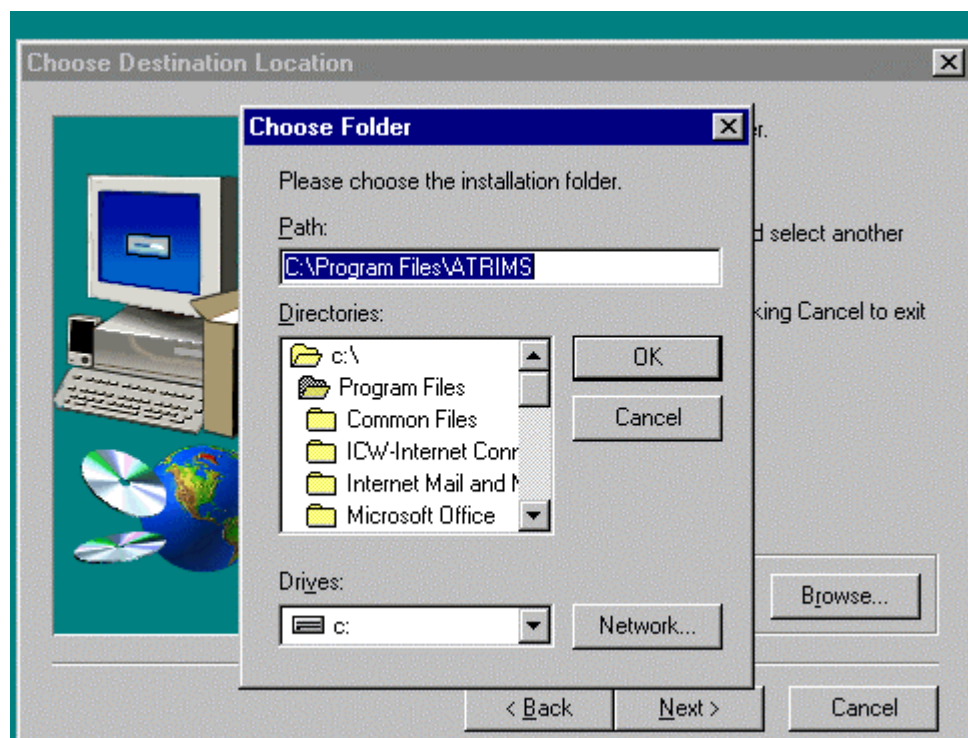 Choose Destination Location
Choose Folder
er.
Please choose the installation folder.
Path:
d select another
C:\Program Files\ATRIMS
Directories:
king Cancel to exit
c:\
OK
Program Files
Common Files
Cancel
ICW-Internet Conr
Internet Mail and N
Microsoft Office
Drives:
Browse...
c:
Network...
< Back
Next >
Cancel